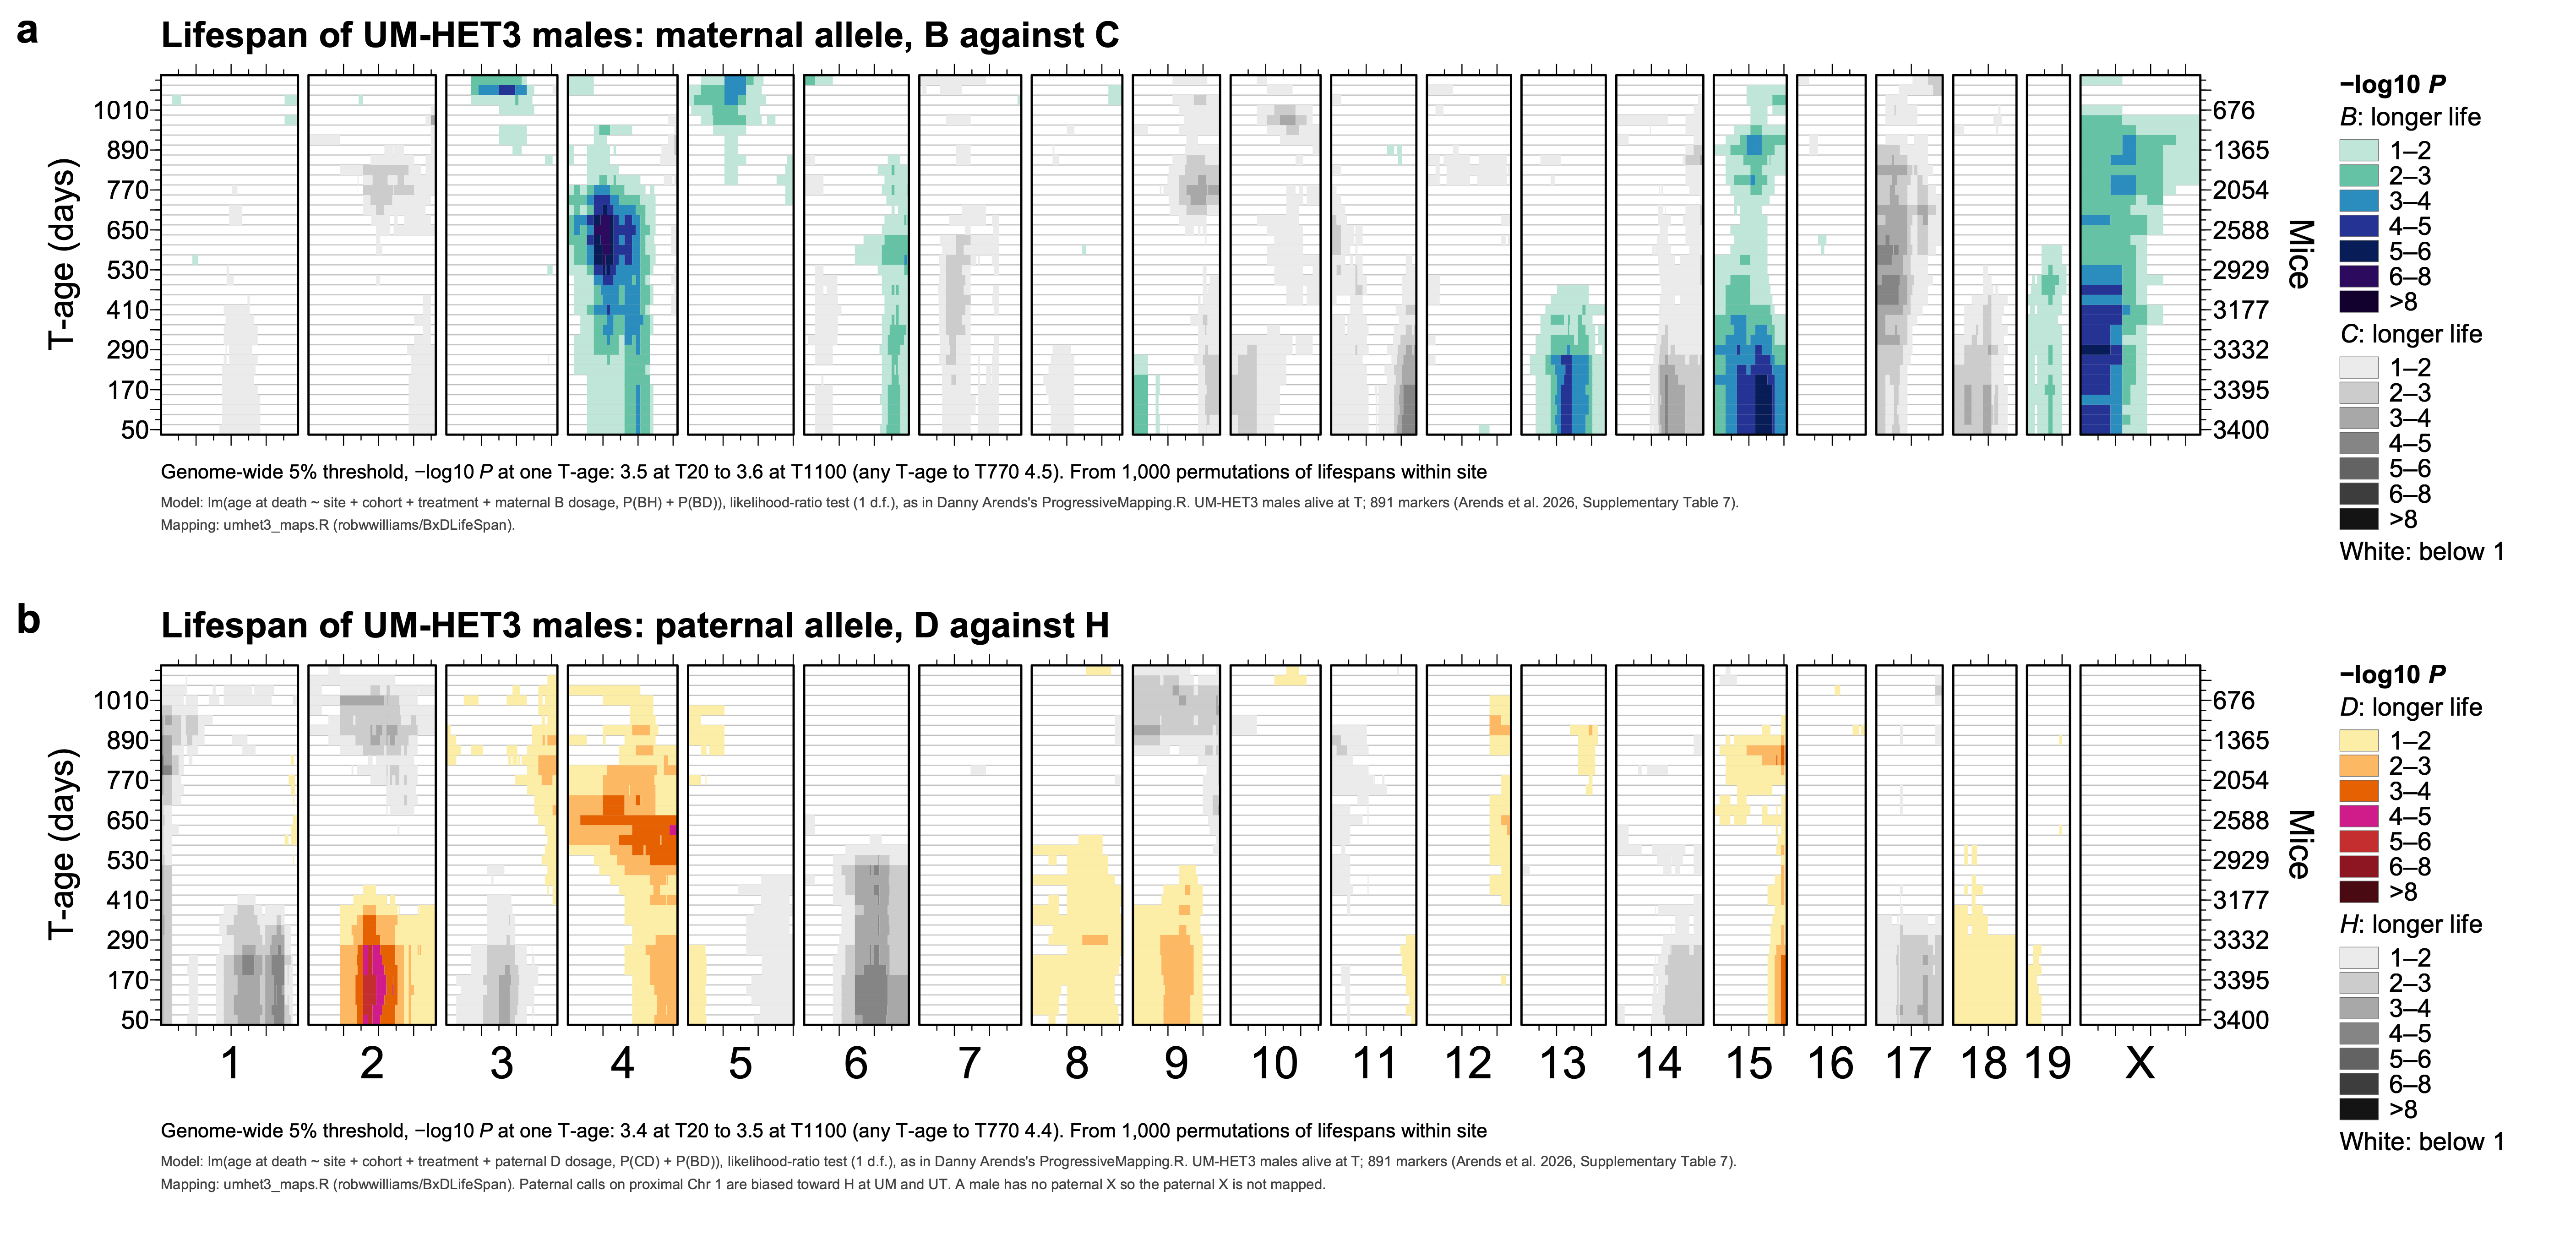 a
Lifespan of UM-HET3 males: maternal allele, B against C
T-age (days)
1010
890
770
650
530
410
290
170
50
676
1365
2054
2588
2929
3177
3332
3395
3400
Mice
−log10 P
B: longer life
1–2
2–3
3–4
4–5
5–6
6–8
>8
C: longer life
1–2
2–3
3–4
4–5
5–6
6–8
>8
White: below 1
Genome-wide 5% threshold, −log10 P at one T-age: 3.5 at T20 to 3.6 at T1100 (any T-age to T770 4.5). From 1,000 permutations of lifespans within site
Model: lm(age at death ~ site + cohort + treatment + maternal B dosage, P(BH) + P(BD)), likelihood-ratio test (1 d.f.), as in Danny Arends's ProgressiveMapping.R. UM-HET3 males alive at T; 891 markers (Arends et al. 2026, Supplementary Table 7).
Mapping: umhet3_maps.R (robwwilliams/BxDLifeSpan).
b
Lifespan of UM-HET3 males: paternal allele, D against H
T-age (days)
1010
890
770
650
530
410
290
170
50
676
1365
2054
2588
2929
3177
3332
3395
3400
Mice
−log10 P
D: longer life
1–2
2–3
3–4
4–5
5–6
6–8
>8
H: longer life
1–2
2–3
3–4
4–5
5–6
6–8
>8
White: below 1
1 2 3 4 5 6 7 8 9 10 11 12 13 14 15 16 17 18 19 X
Genome-wide 5% threshold, −log10 P at one T-age: 3.4 at T20 to 3.5 at T1100 (any T-age to T770 4.4). From 1,000 permutations of lifespans within site
Model: lm(age at death ~ site + cohort + treatment + paternal D dosage, P(CD) + P(BD)), likelihood-ratio test (1 d.f.), as in Danny Arends's ProgressiveMapping.R. UM-HET3 males alive at T; 891 markers (Arends et al. 2026, Supplementary Table 7).
Mapping: umhet3_maps.R (robwwilliams/BxDLifeSpan). Paternal calls on proximal Chr 1 are biased toward H at UM and UT. A male has no paternal X so the paternal X is not mapped.